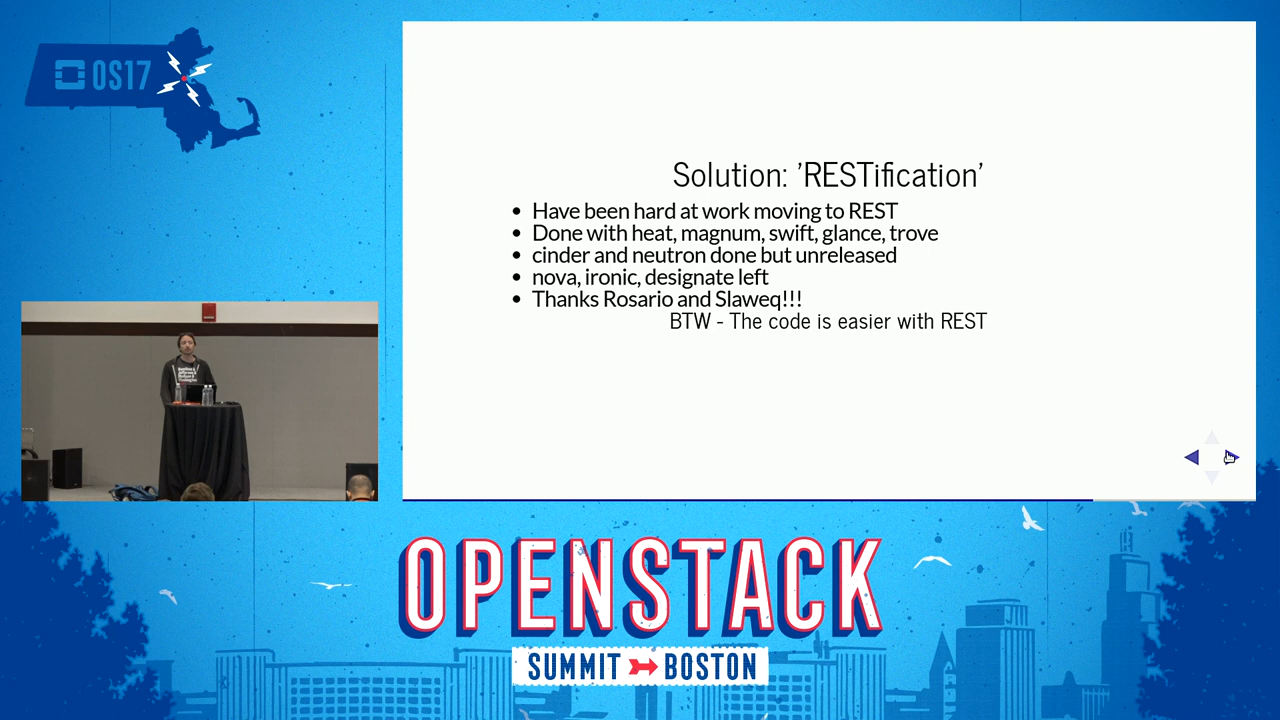 OS17
Solution: 'RESTification'
• Have been hard at work moving to REST
• Done with heat, magnum, swift, glance, trove
• cinder and neutron done but unreleased
• nova, ironic, designate left
• Thanks Rosario and Slaweq!!!
BTW - The code is easier with REST
OPENSTACK
SUMMIT BOSTON